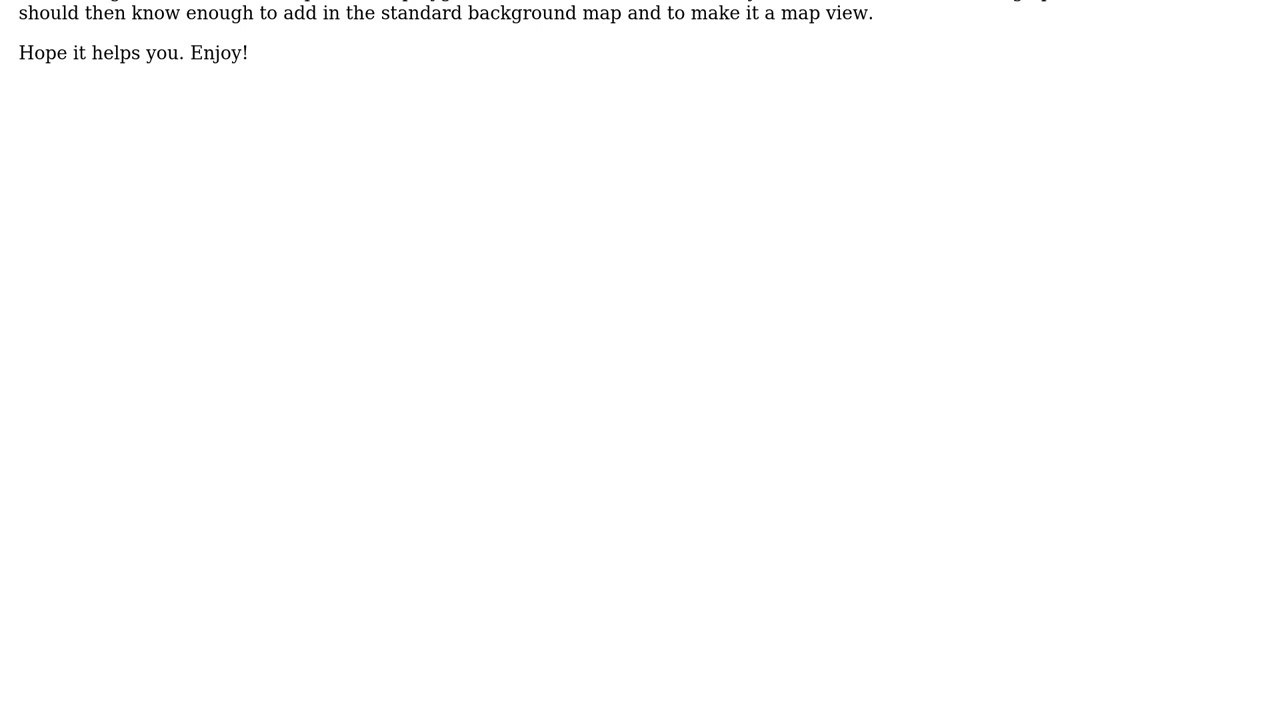 should then know enough to add in the standard background map and to make it a map view.
Hope it helps you. Enjoy!